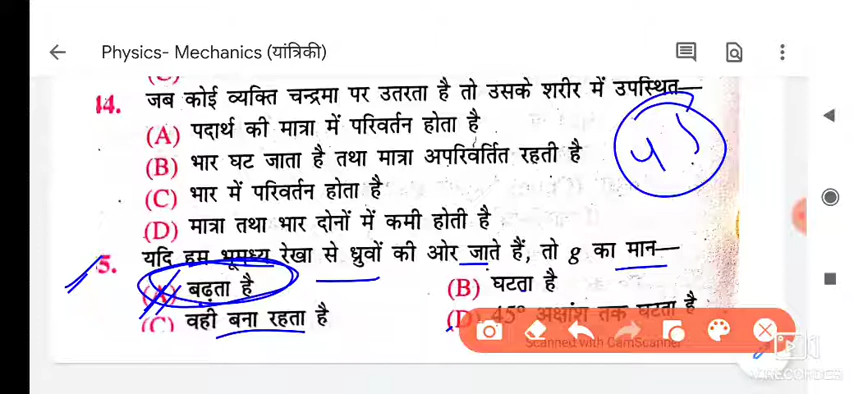 Physics- Mechanics (यांत्रिकी)
14. जब कोई व्यक्ति चन्द्रमा पर उतरता है तो उसके शरीर में उपस्थित—
(A) पदार्थ की मात्रा में परिवर्तन होता है
(B) भार घट जाता है तथा मात्रा अपरिवर्तित रहती है
(C) भार में परिवर्तन होता है
(D) मात्रा तथा भार दोनों में कमी होती है
5. यदि हम भूमध्य रेखा से ध्रुवों की ओर जाते हैं, तो g का मान—
(A) बढ़ता है (B) घटता है
(C) वही बना रहता है (D) 45° अक्षांश तक घटता है
Scanned with CamScanner